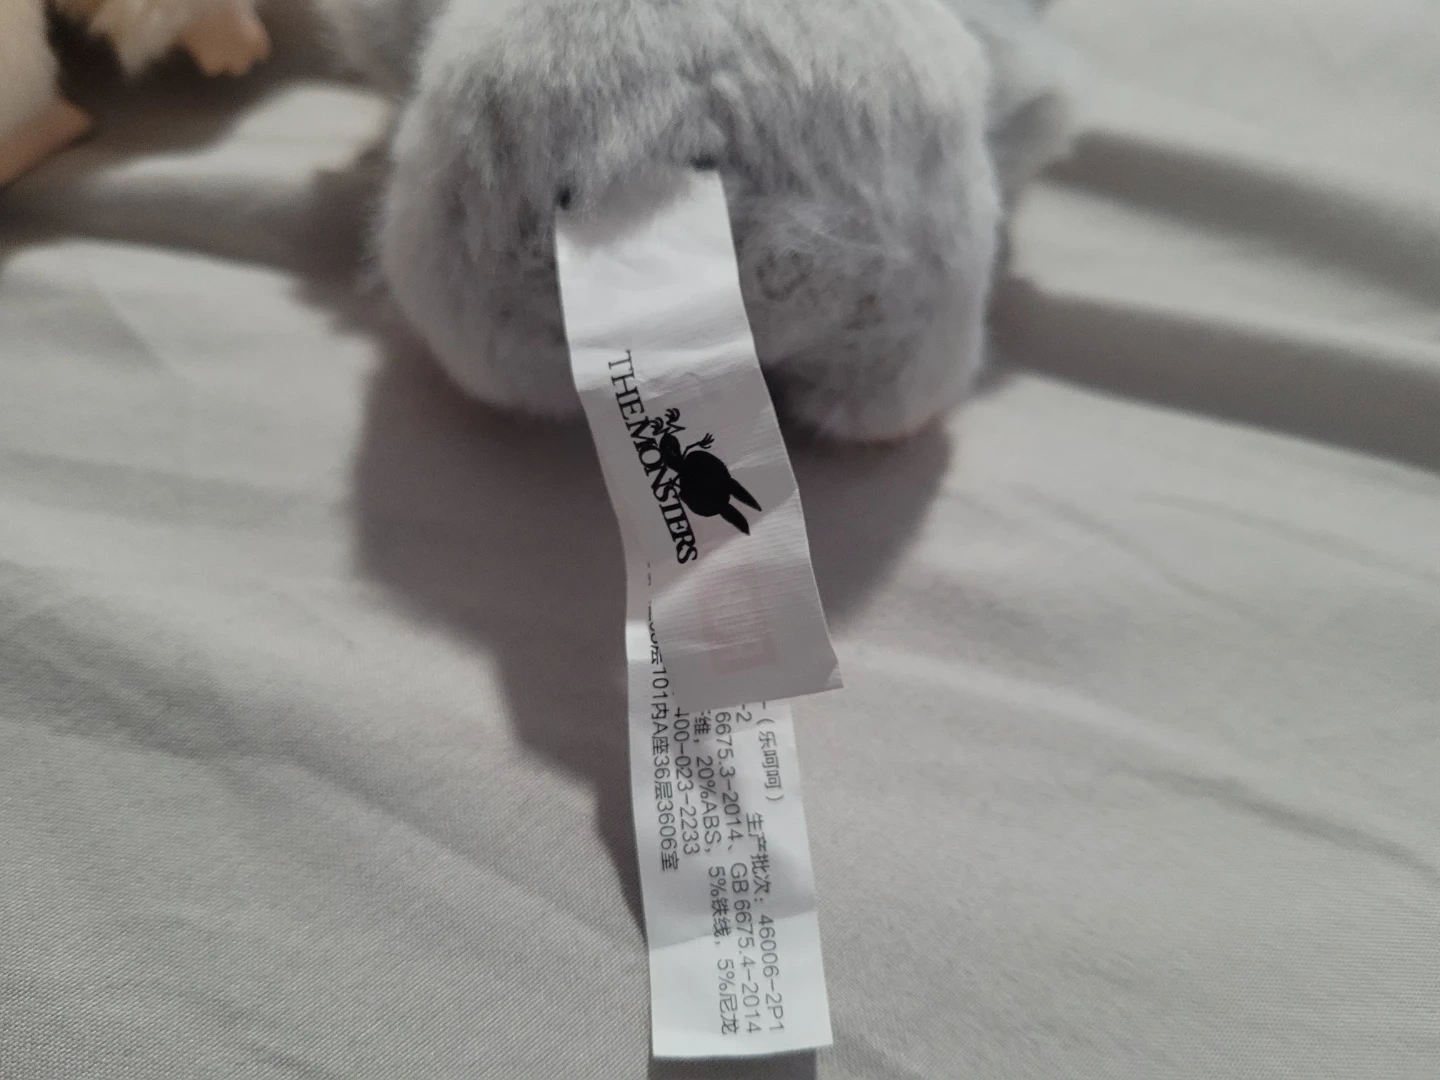 THE MONSTERS
(乐呵呵) 生产批次：46006-2P1
-2
6675.3-2014、GB 6675.4-2014
维，20%ABS，5%铁线，5%尼龙
400-023-2233
层101内A座36层3606室